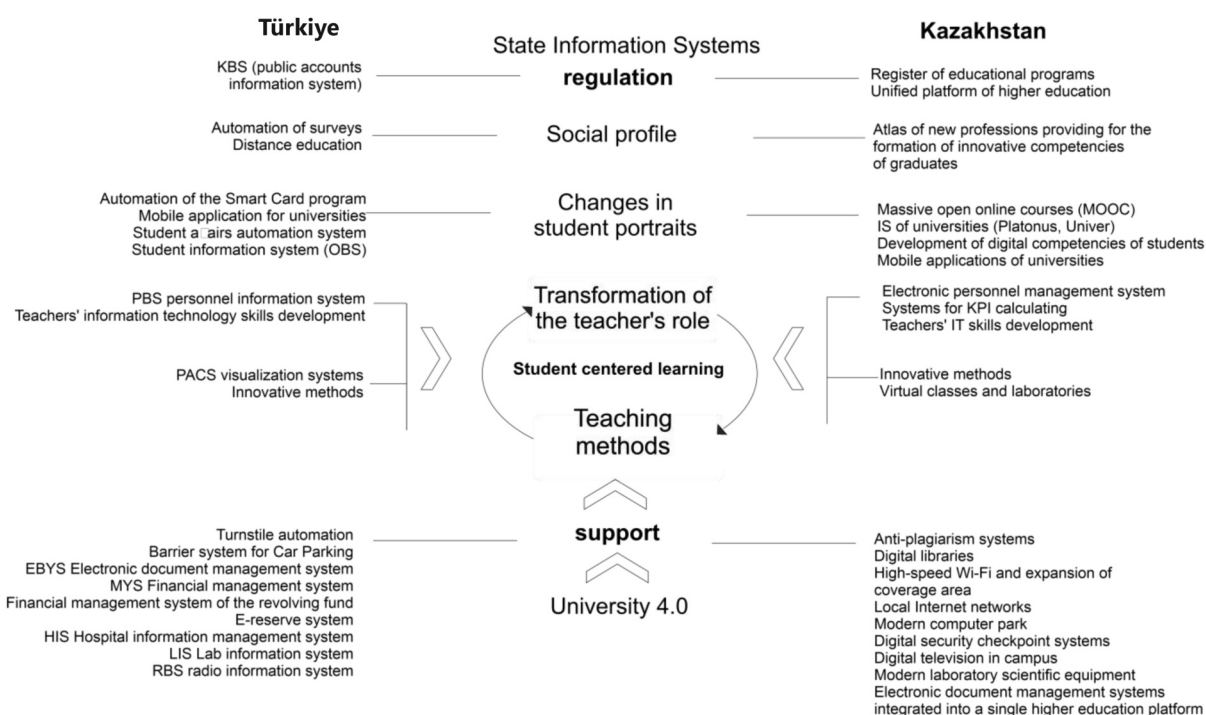 Türkiye
State Information Systems
Kazakhstan
KBS (public accounts
information system)
regulation
Register of educational programs
Unified platform of higher education
Automation of surveys
Distance education
Social profile
Atlas of new professions providing for the
formation of innovative competencies
of graduates
Automation of the Smart Card program
Mobile application for universities
Student a□airs automation system
Student information system (OBS)
Changes in
student portraits
Massive open online courses (MOOC)
IS of universities (Platonus, Univer)
Development of digital competencies of students
Mobile applications of universities
PBS personnel information system
Teachers' information technology skills development
Transformation of
the teacher's role
Electronic personnel management system
Systems for KPI calculating
Teachers' IT skills development
Student centered learning
PACS visualization systems
Innovative methods
Teaching
methods
Innovative methods
Virtual classes and laboratories
Turnstile automation
Barrier system for Car Parking
EBYS Electronic document management system
MYS Financial management system
Financial management system of the revolving fund
E-reserve system
HIS Hospital information management system
LIS Lab information system
RBS radio information system
support
University 4.0
Anti-plagiarism systems
Digital libraries
High-speed Wi-Fi and expansion of
coverage area
Local Internet networks
Modern computer park
Digital security checkpoint systems
Digital television in campus
Modern laboratory scientific equipment
Electronic document management systems
integrated into a single higher education platform